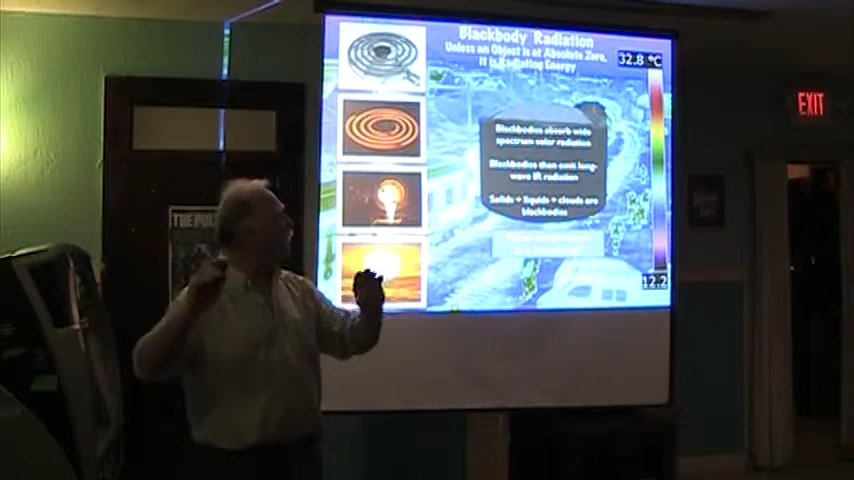 Blackbody Radiation
Unless an Object is at Absolute Zero,
It Is Radiating Energy
32.8 °C
Blackbodies absorb wide
spectrum solar radiation
Blackbodies then emit long-
wave IR radiation
Solids + liquids + clouds are
blackbodies
12.2
EXIT
THE